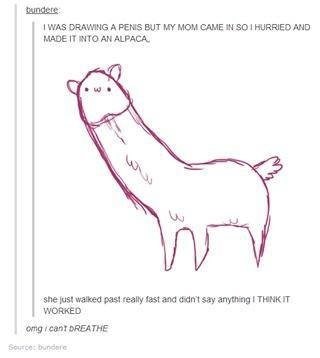 bundere:
I WAS DRAWING A PENIS BUT MY MOM CAME IN SO I HURRIED AND
MADE IT INTO AN ALPACA,
she just walked past really fast and didn't say anything I THINK IT
WORKED
omg i can't bREATHE
Source: bundere